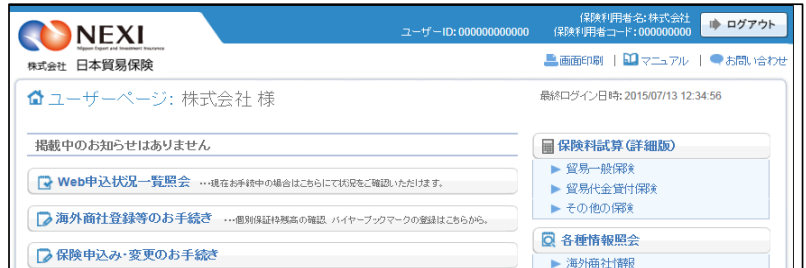 NEXI
Nippon Export and Investment Insurance
株式会社 日本貿易保険
ユーザーID:000000000000
保険利用者名:株式会社
保険利用者コード:000000000
ログアウト
画面印刷 | マニュアル | お問い合わせ
ユーザーページ: 株式会社 様
最終ログイン日時: 2015/07/13 12:34:56
掲載中のお知らせはありません
Web申込状況一覧照会 …現在お手続中の場合はこちらにて状況をご確認いただけます。
海外商社登録等のお手続き …個別保証枠残高の確認、バイヤーブックマークの登録はこちらから。
保険申込み・変更のお手続き
保険料試算(詳細版)
▶ 貿易一般保険
▶ 貿易代金貸付保険
▶ その他の保険
各種情報照会
▶ 海外商社情報